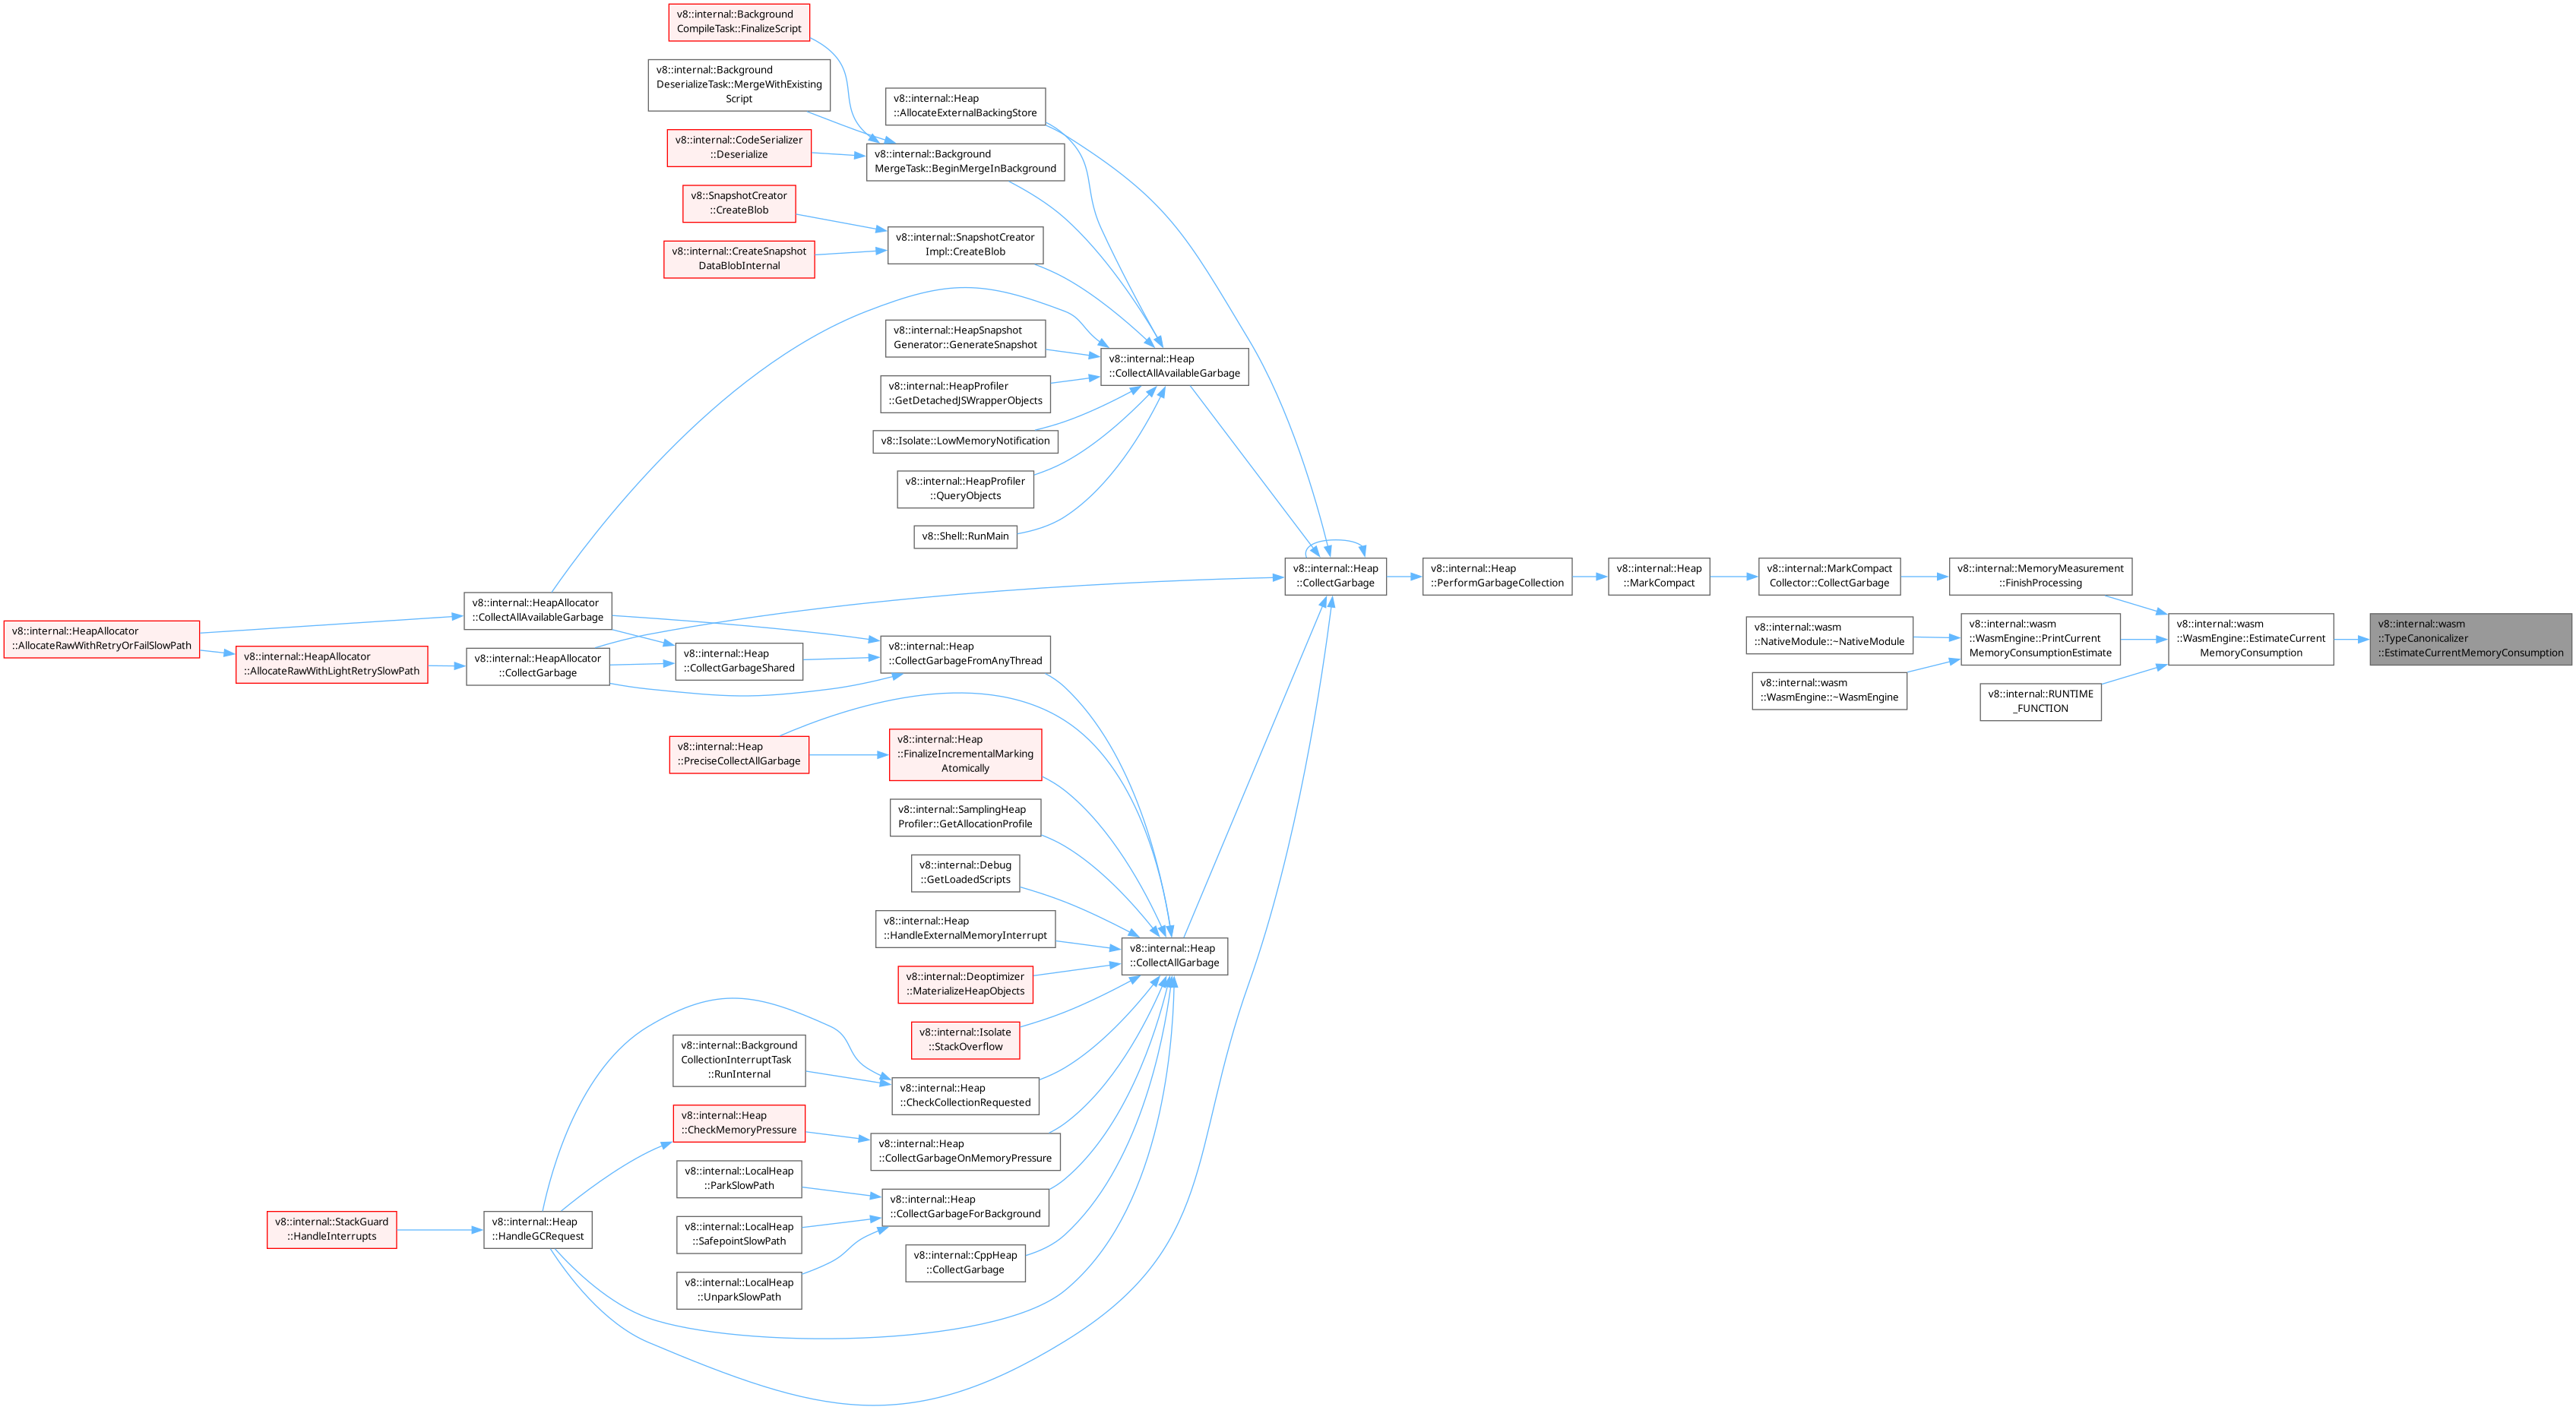 v8::internal::Background
CompileTask::FinalizeScript
v8::internal::Background
DeserializeTask::MergeWithExisting
Script
v8::internal::Heap
::AllocateExternalBackingStore
v8::internal::CodeSerializer
::Deserialize
v8::internal::Background
MergeTask::BeginMergeInBackground
v8::SnapshotCreator
::CreateBlob
v8::internal::SnapshotCreator
Impl::CreateBlob
v8::internal::CreateSnapshot
DataBlobInternal
v8::internal::HeapSnapshot
Generator::GenerateSnapshot
v8::internal::Heap
::CollectAllAvailableGarbage
v8::internal::HeapProfiler
::GetDetachedJSWrapperObjects
v8::Isolate::LowMemoryNotification
v8::internal::HeapProfiler
::QueryObjects
v8::Shell::RunMain
v8::internal::Heap
::CollectGarbage
v8::internal::Heap
::PerformGarbageCollection
v8::internal::Heap
::MarkCompact
v8::internal::MarkCompact
Collector::CollectGarbage
v8::internal::MemoryMeasurement
::FinishProcessing
v8::internal::HeapAllocator
::CollectAllAvailableGarbage
v8::internal::HeapAllocator
::AllocateRawWithRetryOrFailSlowPath
v8::internal::HeapAllocator
::AllocateRawWithLightRetrySlowPath
v8::internal::HeapAllocator
::CollectGarbage
v8::internal::Heap
::CollectGarbageShared
v8::internal::Heap
::CollectGarbageFromAnyThread
v8::internal::wasm
::NativeModule::~NativeModule
v8::internal::wasm
::WasmEngine::PrintCurrent
MemoryConsumptionEstimate
v8::internal::wasm
::WasmEngine::EstimateCurrent
MemoryConsumption
v8::internal::wasm
::TypeCanonicalizer
::EstimateCurrentMemoryConsumption
v8::internal::wasm
::WasmEngine::~WasmEngine
v8::internal::RUNTIME
_FUNCTION
v8::internal::Heap
::PreciseCollectAllGarbage
v8::internal::Heap
::FinalizeIncrementalMarking
Atomically
v8::internal::SamplingHeap
Profiler::GetAllocationProfile
v8::internal::Debug
::GetLoadedScripts
v8::internal::Heap
::HandleExternalMemoryInterrupt
v8::internal::Heap
::CollectAllGarbage
v8::internal::Deoptimizer
::MaterializeHeapObjects
v8::internal::Isolate
::StackOverflow
v8::internal::Background
CollectionInterruptTask
::RunInternal
v8::internal::Heap
::CheckCollectionRequested
v8::internal::Heap
::CheckMemoryPressure
v8::internal::Heap
::CollectGarbageOnMemoryPressure
v8::internal::LocalHeap
::ParkSlowPath
v8::internal::Heap
::CollectGarbageForBackground
v8::internal::StackGuard
::HandleInterrupts
v8::internal::Heap
::HandleGCRequest
v8::internal::LocalHeap
::SafepointSlowPath
v8::internal::CppHeap
::CollectGarbage
v8::internal::LocalHeap
::UnparkSlowPath